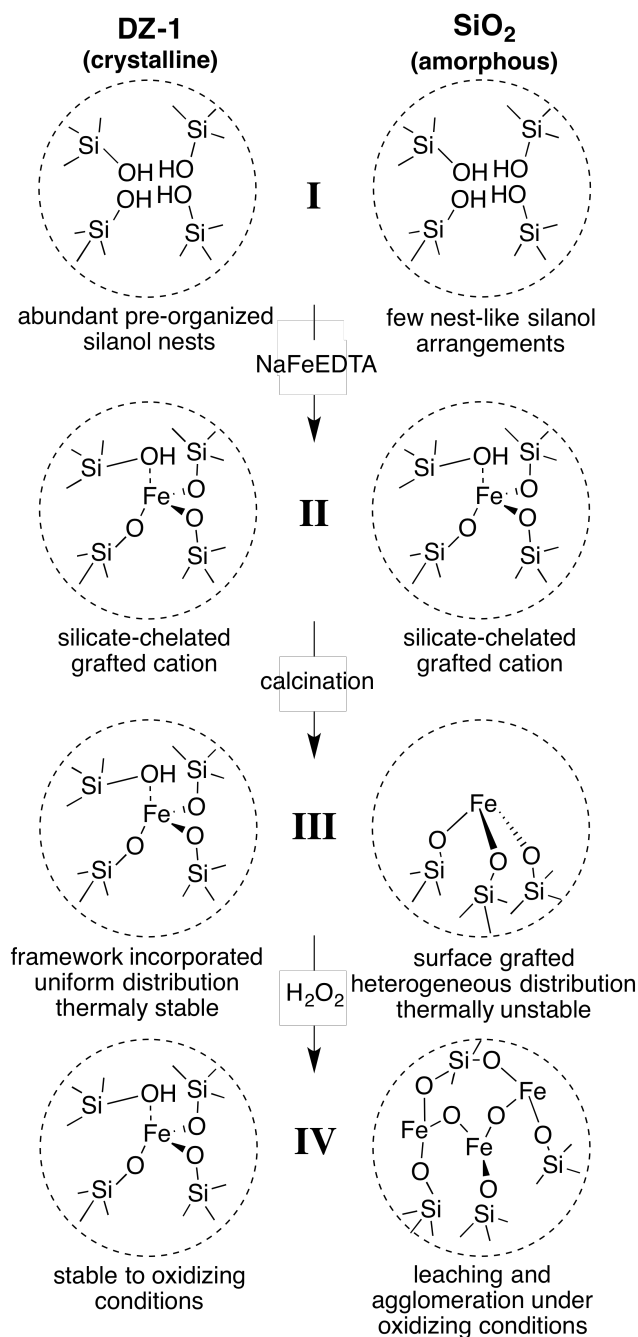 DZ-1
(crystalline)
SiO2
(amorphous)
Si
OH
HO
Si
OH
HO
Si
Si
I
Si
OH
HO
Si
OH
HO
Si
Si
abundant pre-organized
silanol nests
few nest-like silanol
arrangements
NaFeEDTA
Si
OH
Si
Fe
O
O
O
Si
Si
II
Si
OH
Si
Fe
O
O
O
Si
Si
silicate-chelated
grafted cation
silicate-chelated
grafted cation
calcination
Si
OH
Si
Fe
O
O
O
Si
Si
III
Fe
O
O
O
Si
Si
Si
framework incorporated
uniform distribution
thermaly stable
surface grafted
heterogeneous distribution
thermally unstable
H2O2
Si
OH
Si
Fe
O
O
O
Si
Si
IV
Si
O
O
Fe
Fe
O
O
Fe
O
O
Si
O
Si
Si
stable to oxidizing
conditions
leaching and
agglomeration under
oxidizing conditions